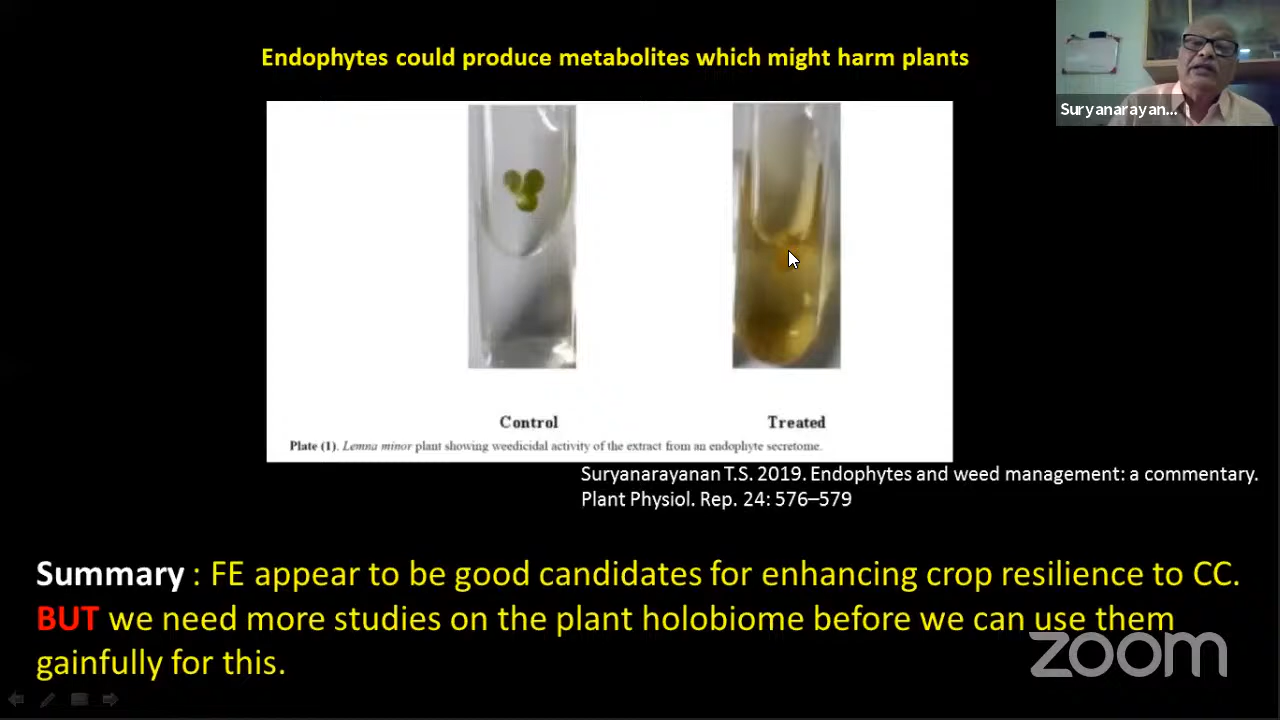 Endophytes could produce metabolites which might harm plants
Suryanarayan...
Control
Treated
Plate (1). Lemna minor plant showing weedicidal activity of the extract from an endophyte secretome.
Suryanarayanan T.S. 2019. Endophytes and weed management: a commentary.
Plant Physiol. Rep. 24: 576–579
Summary : FE appear to be good candidates for enhancing crop resilience to CC.
BUT we need more studies on the plant holobiome before we can use them
gainfully for this.
zoom